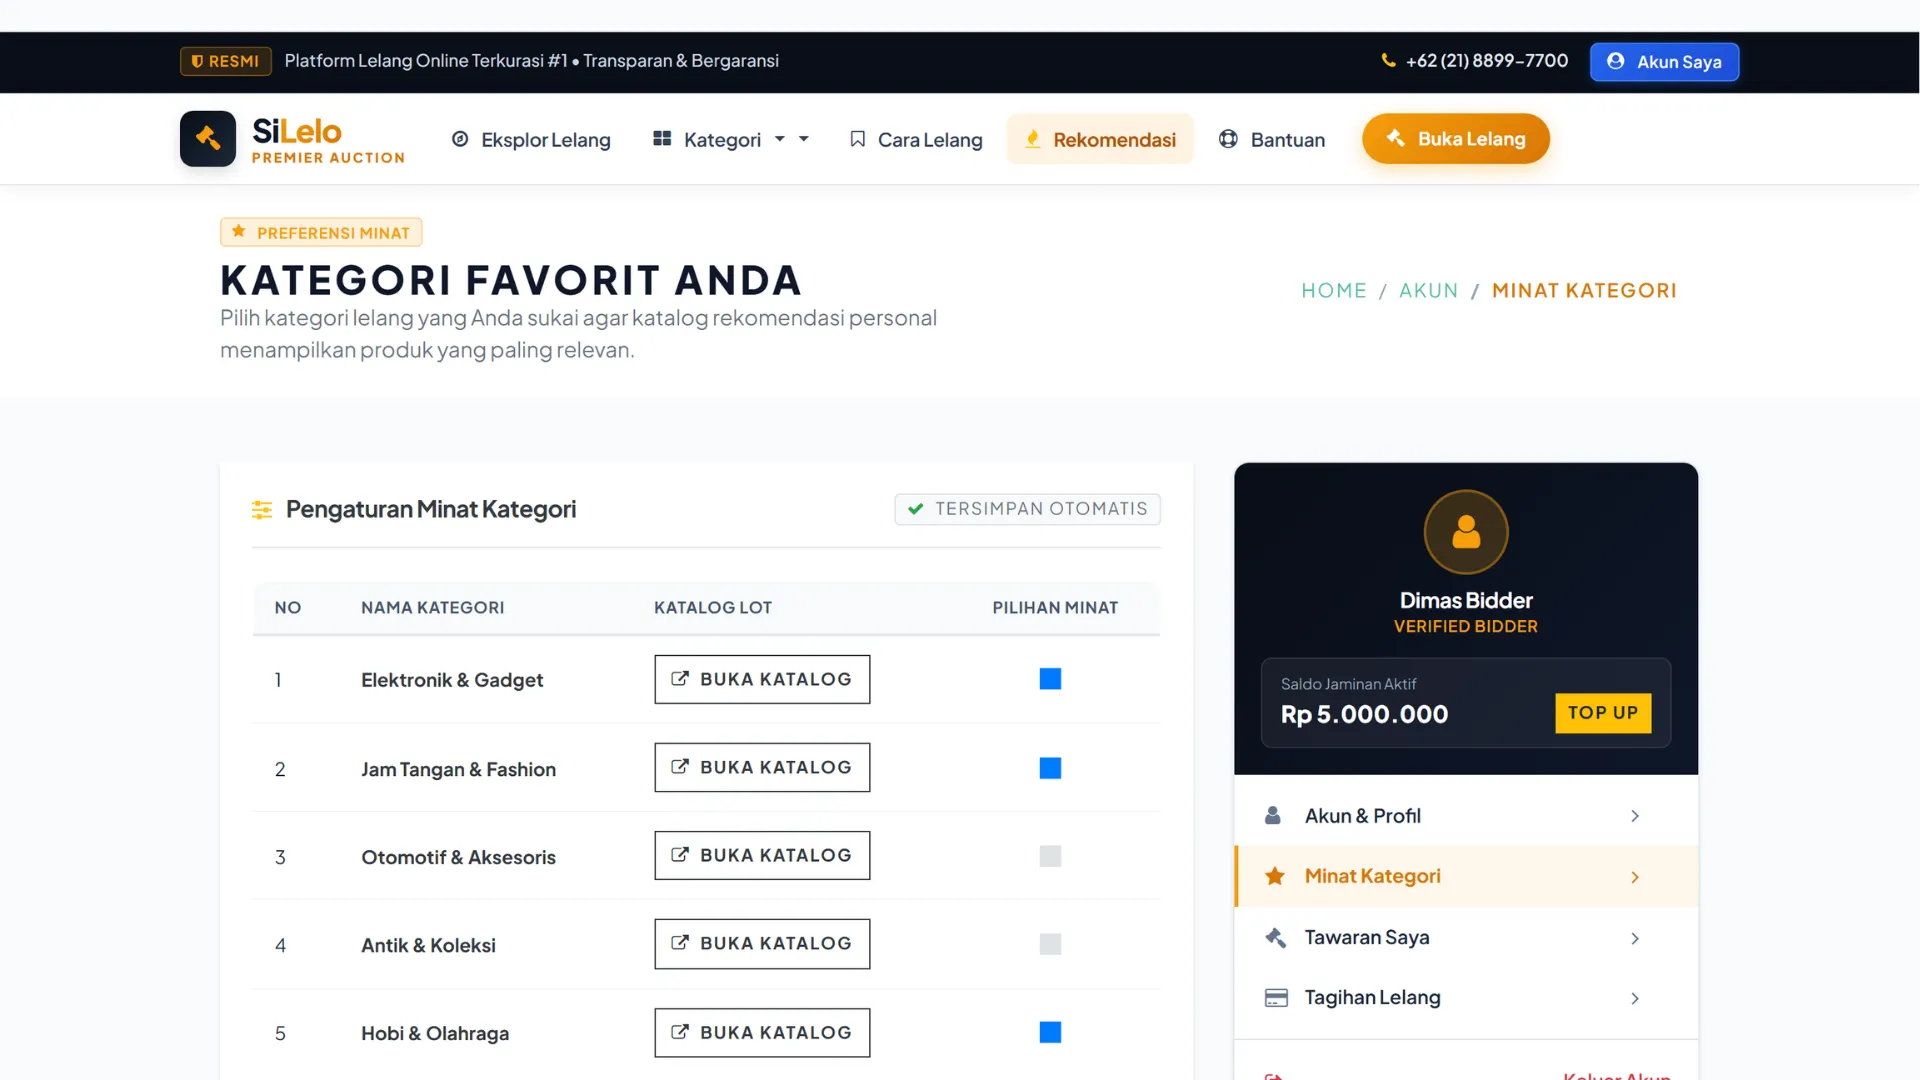 RESMI Platform Lelang Online Terkurasi #1 • Transparan & Bergaransi +62 (21) 8899-7700 Akun Saya
SiLelo
PREMIER AUCTION
Eksplor Lelang Kategori Cara Lelang Rekomendasi Bantuan Buka Lelang
PREFERENSI MINAT
KATEGORI FAVORIT ANDA
Pilih kategori lelang yang Anda sukai agar katalog rekomendasi personal
menampilkan produk yang paling relevan.
HOME / AKUN / MINAT KATEGORI
Pengaturan Minat Kategori TERSIMPAN OTOMATIS
NO NAMA KATEGORI KATALOG LOT PILIHAN MINAT
1 Elektronik & Gadget BUKA KATALOG
2 Jam Tangan & Fashion BUKA KATALOG
3 Otomotif & Aksesoris BUKA KATALOG
4 Antik & Koleksi BUKA KATALOG
5 Hobi & Olahraga BUKA KATALOG
Dimas Bidder
VERIFIED BIDDER
Saldo Jaminan Aktif
Rp 5.000.000
TOP UP
Akun & Profil
Minat Kategori
Tawaran Saya
Tagihan Lelang
Keluar Akun